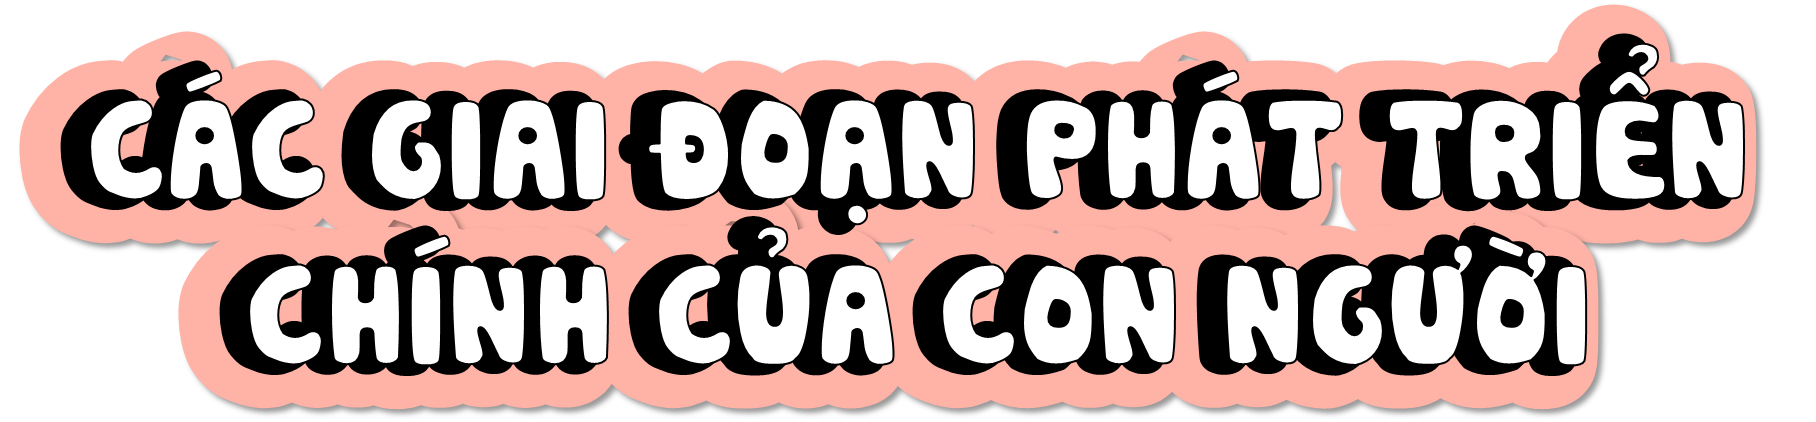 CÁC GIAI ĐOẠN PHÁT TRIỂN
CHÍNH CỦA CON NGƯỜI